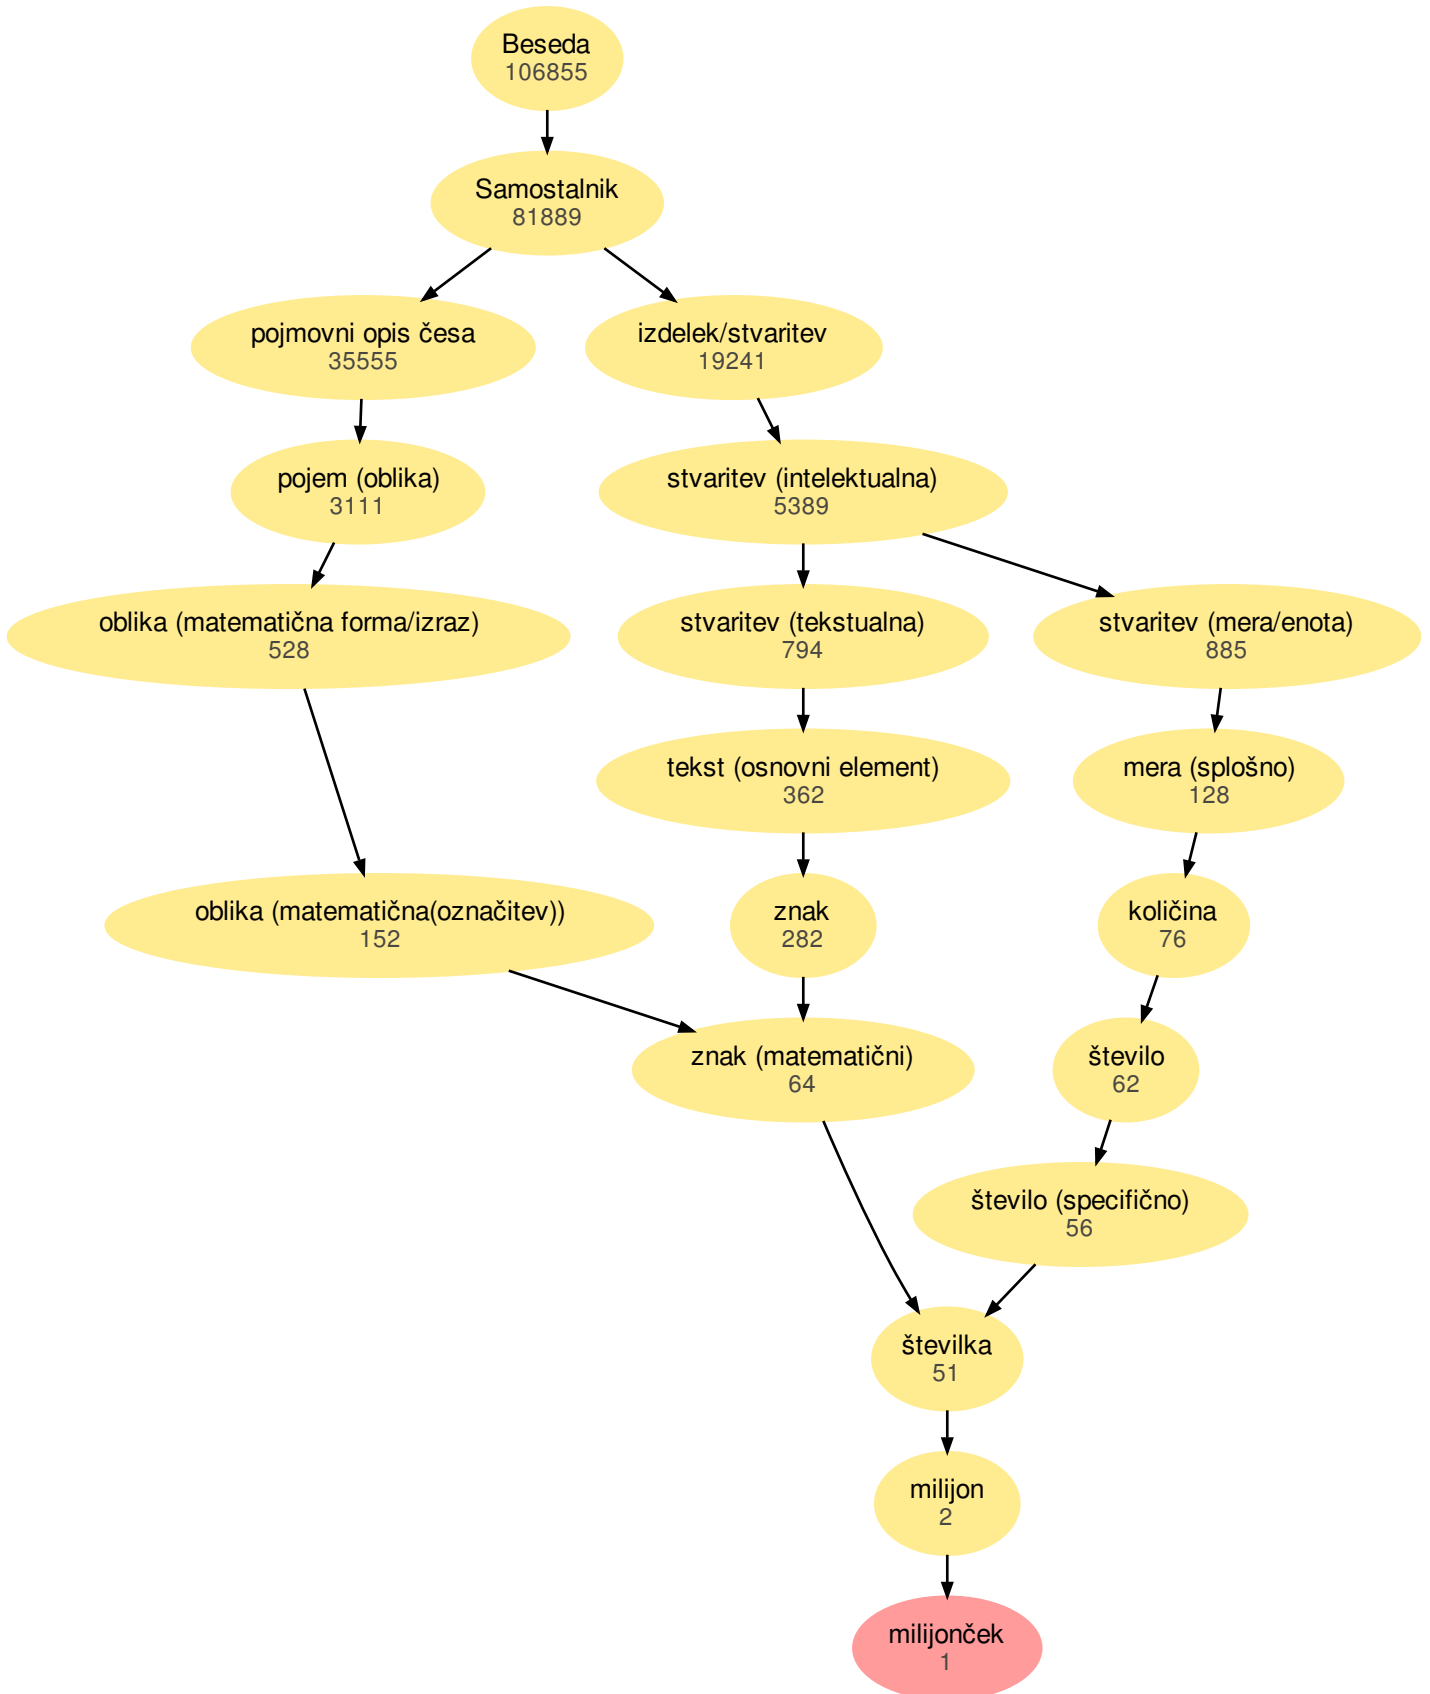 Beseda
106855
Samostalnik
81889
pojmovni opis česa
35555
izdelek/stvaritev
19241
pojem (oblika)
3111
stvaritev (intelektualna)
5389
oblika (matematična forma/izraz)
528
stvaritev (tekstualna)
794
stvaritev (mera/enota)
885
tekst (osnovni element)
362
mera (splošno)
128
oblika (matematična(označitev))
152
znak
282
količina
76
znak (matematični)
64
število
62
število (specifično)
56
številka
51
milijon
2
milijonček
1